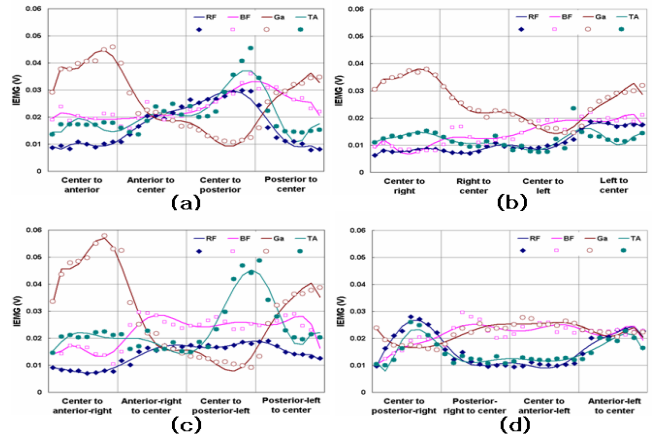 RF BF Ga TA
0.06
0.05
0.04
0.03
0.02
0.01
0
IEMG (V)
Center to anterior
Anterior to center
Center to posterior
Posterior to center
(a)
RF BF Ga TA
0.06
0.05
0.04
0.03
0.02
0.01
0
IEMG (V)
Center to right
Right to center
Center to left
Left to center
(b)
RF BF Ga TA
0.06
0.05
0.04
0.03
0.02
0.01
0
IEMG (V)
Center to anterior-right
Anterior-right to center
Center to posterior-left
Posterior-left to center
(c)
RF BF Ga TA
0.06
0.05
0.04
0.03
0.02
0.01
0
IEMG (V)
Center to posterior-right
Posterior-right to center
Center to anterior-left
Anterior-left to center
(d)